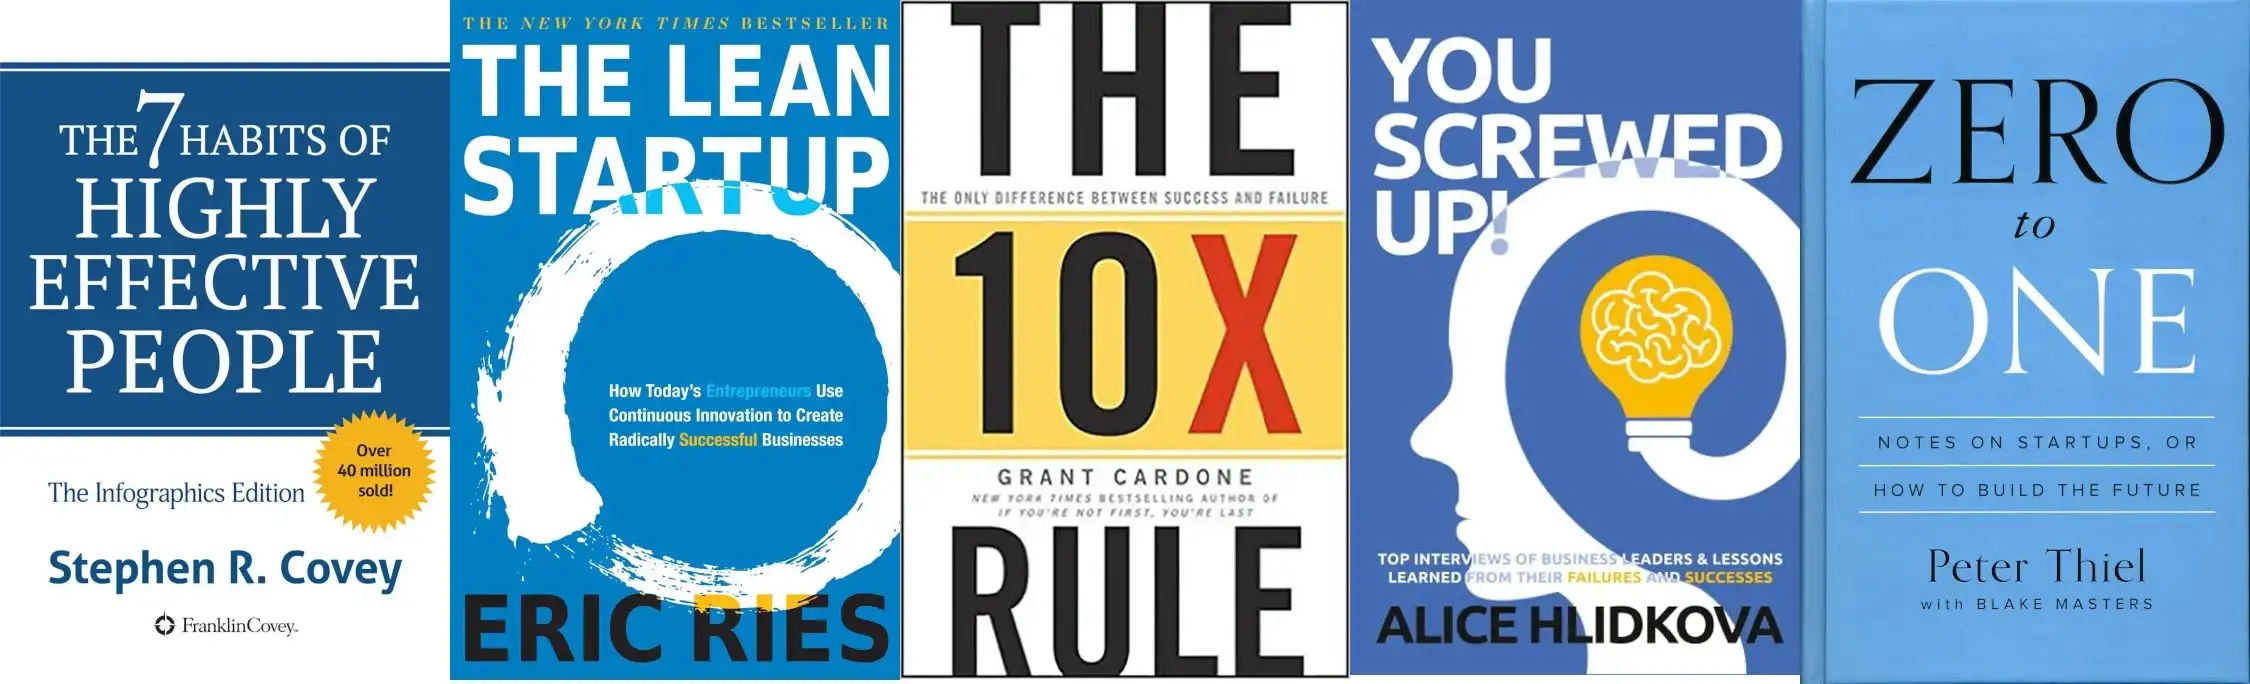 THE 7 HABITS OF
HIGHLY
EFFECTIVE
PEOPLE
Over
40 million
sold!
The Infographics Edition
Stephen R. Covey
FranklinCovey™
THE NEW YORK TIMES BESTSELLER
THE LEAN
STARTUP
How Today's Entrepreneurs Use
Continuous Innovation to Create
Radically Successful Businesses
ERIC RIES
THE
THE ONLY DIFFERENCE BETWEEN SUCCESS AND FAILURE
10X
GRANT CARDONE
NEW YORK TIMES BESTSELLING AUTHOR OF
IF YOU'RE NOT FIRST, YOU'RE LAST
RULE
YOU
SCREWED
UP!
TOP INTERVIEWS OF BUSINESS LEADERS & LESSONS
LEARNED FROM THEIR FAILURES AND SUCCESSES
ALICE HLIDKOVA
ZERO
to
ONE
NOTES ON STARTUPS, OR
HOW TO BUILD THE FUTURE
Peter Thiel
with BLAKE MASTERS